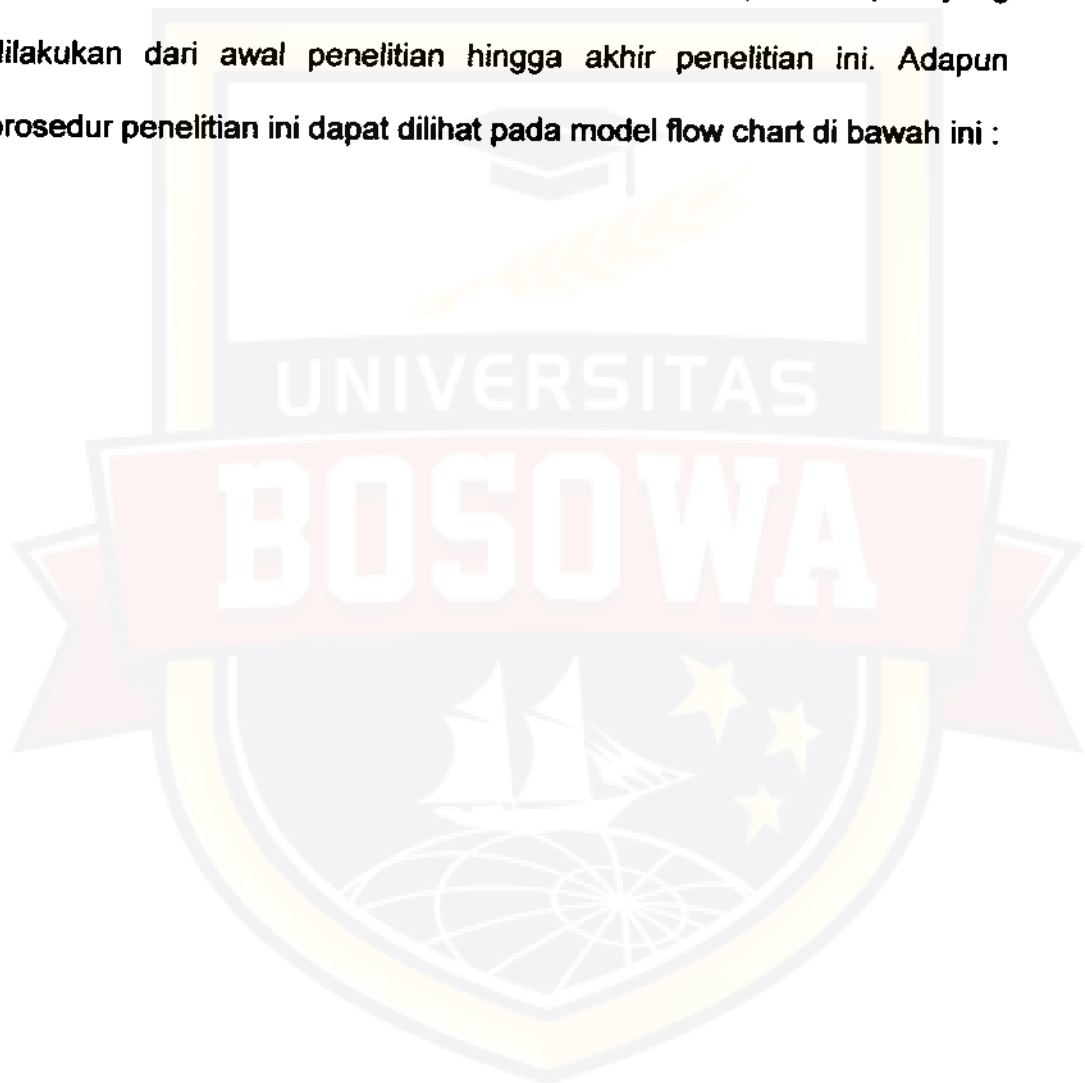 dilakukan dari awal penelitian hingga akhir penelitian ini. Adapun
prosedur penelitian ini dapat dilihat pada model flow chart di bawah ini :
UNIVERSITAS
BOSOWA